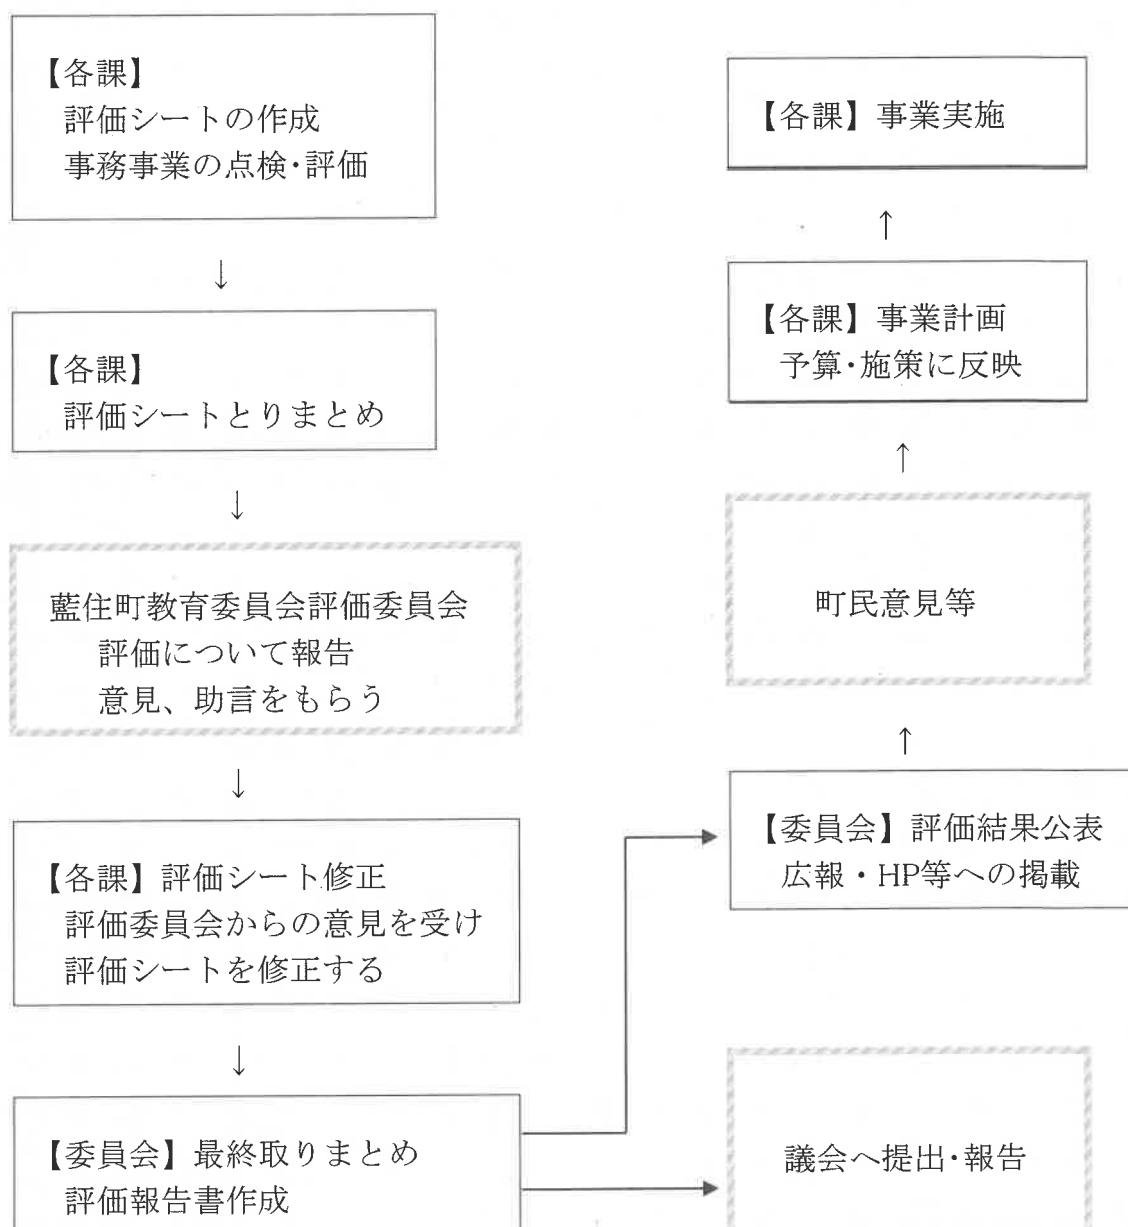 【各課】
評価シートの作成
事務事業の点検・評価
↓
【各課】
評価シートとりまとめ
↓
藍住町教育委員会評価委員会
評価について報告
意見、助言をもらう
↓
【各課】評価シート修正
評価委員会からの意見を受け
評価シートを修正する
↓
【委員会】最終取りまとめ
評価報告書作成
議会へ提出・報告
【委員会】評価結果公表
広報・HP等への掲載
↑
町民意見等
↑
【各課】事業計画
予算・施策に反映
↑
【各課】事業実施